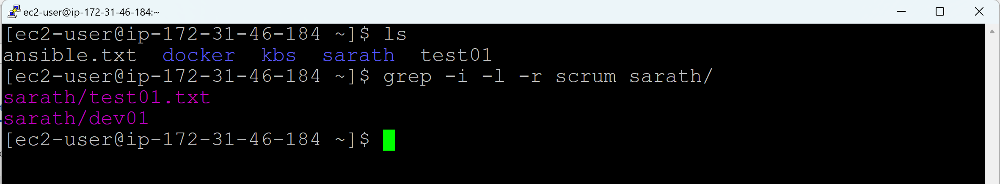 ec2-user@ip-172-31-46-184:~
[ec2-user@ip-172-31-46-184 ~]$ ls
ansible.txt  docker  kbs  sarath  test01
[ec2-user@ip-172-31-46-184 ~]$ grep -i -l -r scrum sarath/
sarath/test01.txt
sarath/dev01
[ec2-user@ip-172-31-46-184 ~]$